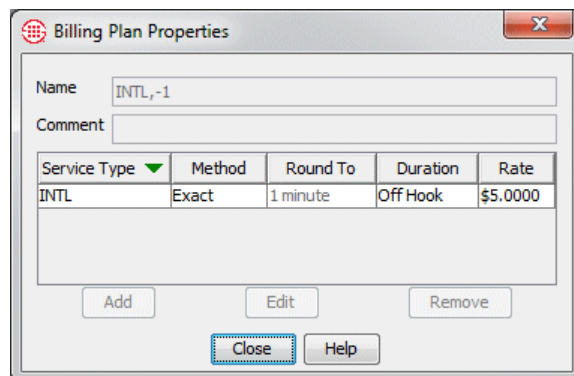 Billing Plan Properties
Name INTL,-1
Comment
Service Type Method Round To Duration Rate
INTL Exact 1 minute Off Hook $5.0000
Add Edit Remove
Close Help